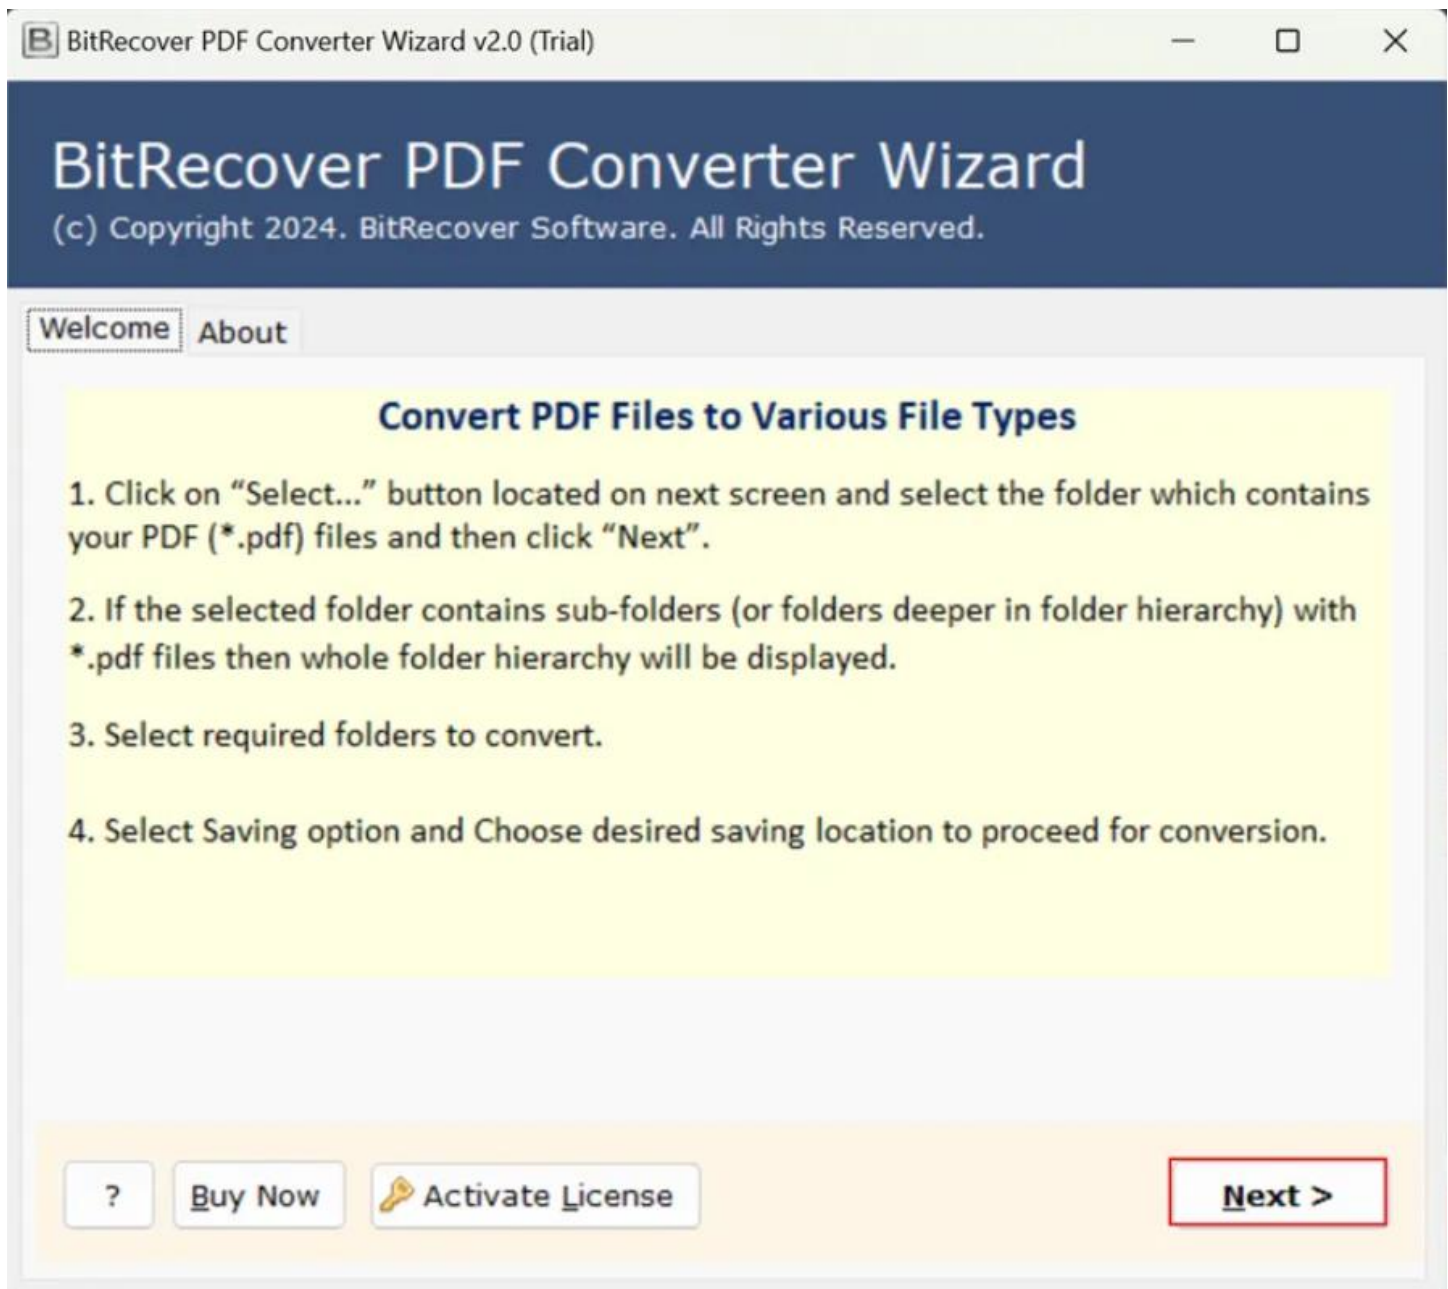 BitRecover PDF Converter Wizard v2.0 (Trial)
BitRecover PDF Converter Wizard
(c) Copyright 2024. BitRecover Software. All Rights Reserved.
Welcome About
Convert PDF Files to Various File Types
1. Click on “Select...” button located on next screen and select the folder which contains
your PDF (*.pdf) files and then click “Next”.
2. If the selected folder contains sub-folders (or folders deeper in folder hierarchy) with
*.pdf files then whole folder hierarchy will be displayed.
3. Select required folders to convert.
4. Select Saving option and Choose desired saving location to proceed for conversion.
? Buy Now Activate License Next >